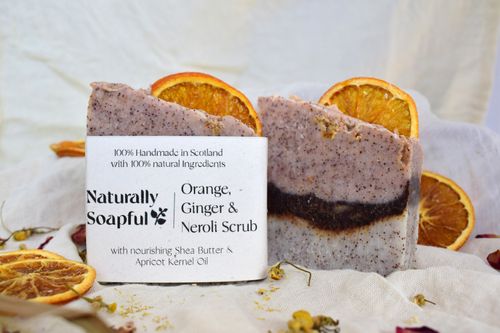 100% Handmade in Scotland
with 100% natural Ingredients
Naturally
Soapful
Orange,
Ginger &
Neroli Scrub
with nourishing Shea Butter &
Apricot Kernel Oil